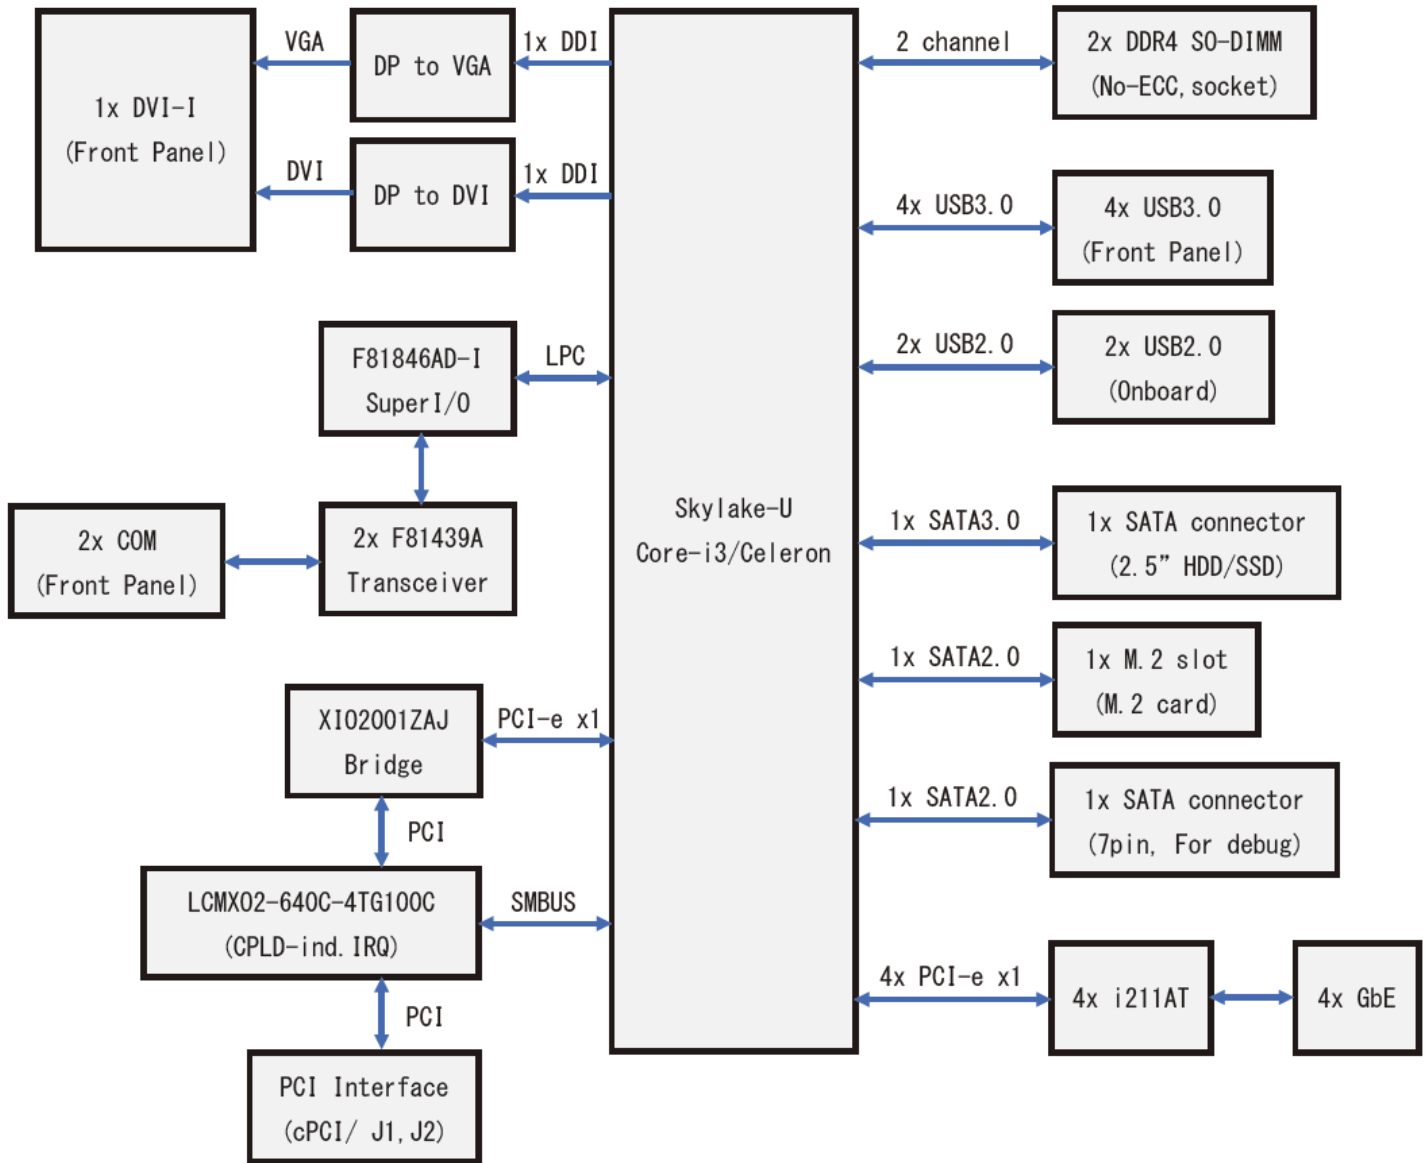 1x DVI-I
(Front Panel)
VGA
DP to VGA
1x DDI
DVI
DP to DVI
1x DDI
F81846AD-I
SuperI/O
LPC
2x COM
(Front Panel)
2x F81439A
Transceiver
XIO2001ZAJ
Bridge
PCI-e x1
PCI
LCMXO2-640C-4TG100C
(CPLD-ind.IRQ)
SMBUS
PCI
PCI Interface
(cPCI/ J1,J2)
Skylake-U
Core-i3/Celeron
2 channel
2x DDR4 SO-DIMM
(No-ECC,socket)
4x USB3.0
4x USB3.0
(Front Panel)
2x USB2.0
2x USB2.0
(Onboard)
1x SATA3.0
1x SATA connector
(2.5” HDD/SSD)
1x SATA2.0
1x M.2 slot
(M.2 card)
1x SATA2.0
1x SATA connector
(7pin, For debug)
4x PCI-e x1
4x i211AT
4x GbE